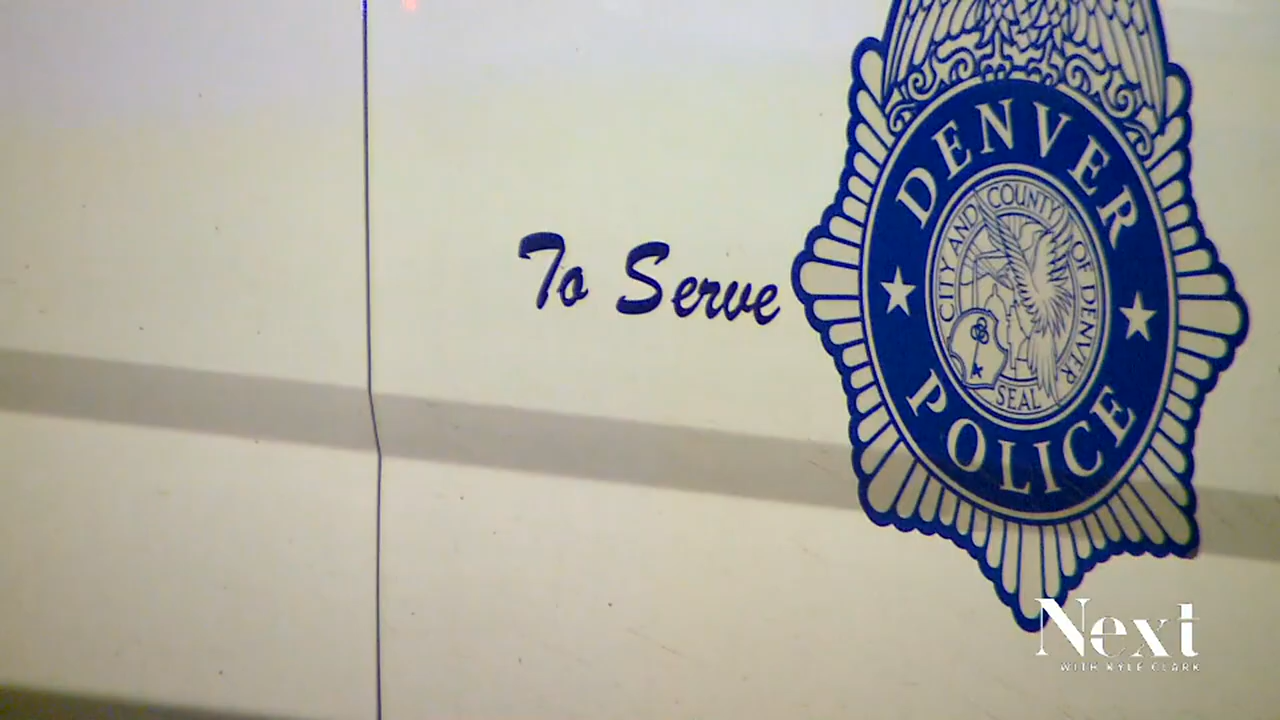 To Serve
DENVER
CITY AND COUNTY OF DENVER
SEAL
POLICE
Next
WITH KYLE CLARK